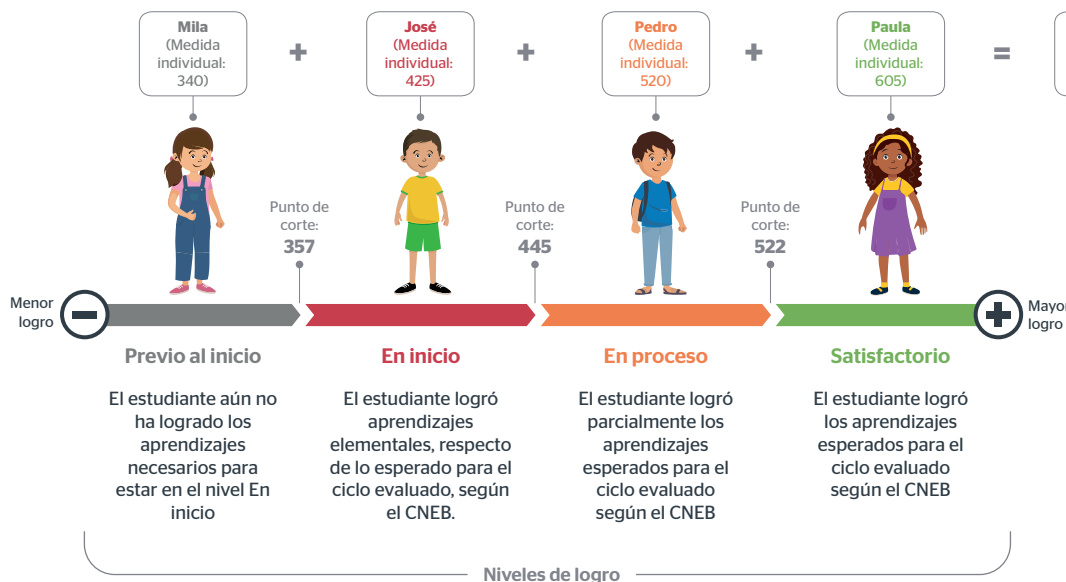 Mila
(Medida
individual:
340)
+
José
(Medida
individual:
425)
+
Pedro
(Medida
individual:
520)
+
Paula
(Medida
individual:
605)
=
Punto de
corte:
357
Punto de
corte:
445
Punto de
corte:
522
Menor
logro
Mayor
logro
Previo al inicio
El estudiante aún no
ha logrado los
aprendizajes
necesarios para
estar en el nivel En
inicio
En inicio
El estudiante logró
aprendizajes
elementales, respecto
de lo esperado para el
ciclo evaluado, según
el CNEB.
En proceso
El estudiante logró
parcialmente los
aprendizajes
esperados para el
ciclo evaluado
según el CNEB
Satisfactorio
El estudiante logró
los aprendizajes
esperados para el
ciclo evaluado
según el CNEB
Niveles de logro